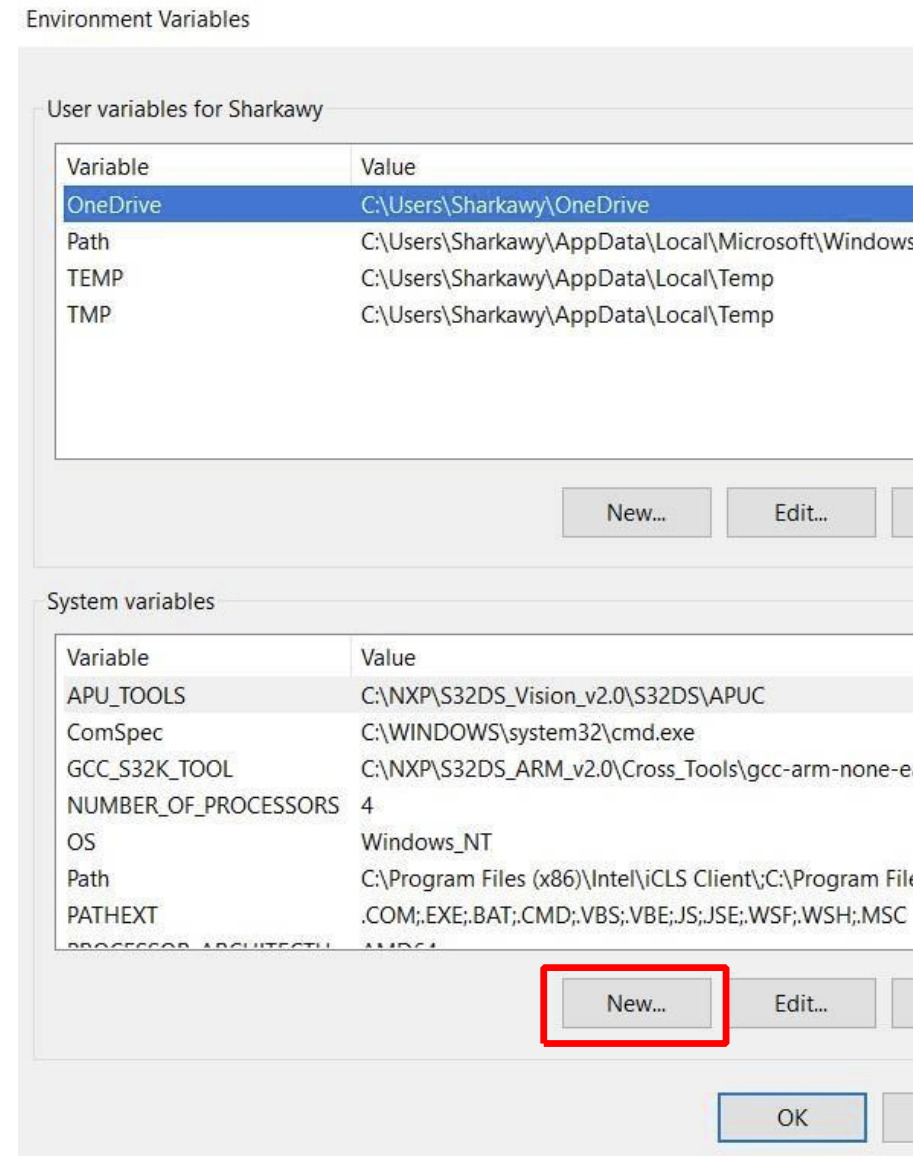 Environment Variables
User variables for Sharkawy
Variable Value
OneDrive C:\Users\Sharkawy\OneDrive
Path C:\Users\Sharkawy\AppData\Local\Microsoft\Windows
TEMP C:\Users\Sharkawy\AppData\Local\Temp
TMP C:\Users\Sharkawy\AppData\Local\Temp
New... Edit...
System variables
Variable Value
APU_TOOLS C:\NXP\S32DS_Vision_v2.0\S32DS\APUC
ComSpec C:\WINDOWS\system32\cmd.exe
GCC_S32K_TOOL C:\NXP\S32DS_ARM_v2.0\Cross_Tools\gcc-arm-none-e
NUMBER_OF_PROCESSORS 4
OS Windows_NT
Path C:\Program Files (x86)\Intel\iCLS Client\;C:\Program File
PATHEXT .COM;.EXE;.BAT;.CMD;.VBS;.VBE;.JS;.JSE;.WSF;.WSH;.MSC
New... Edit...
OK